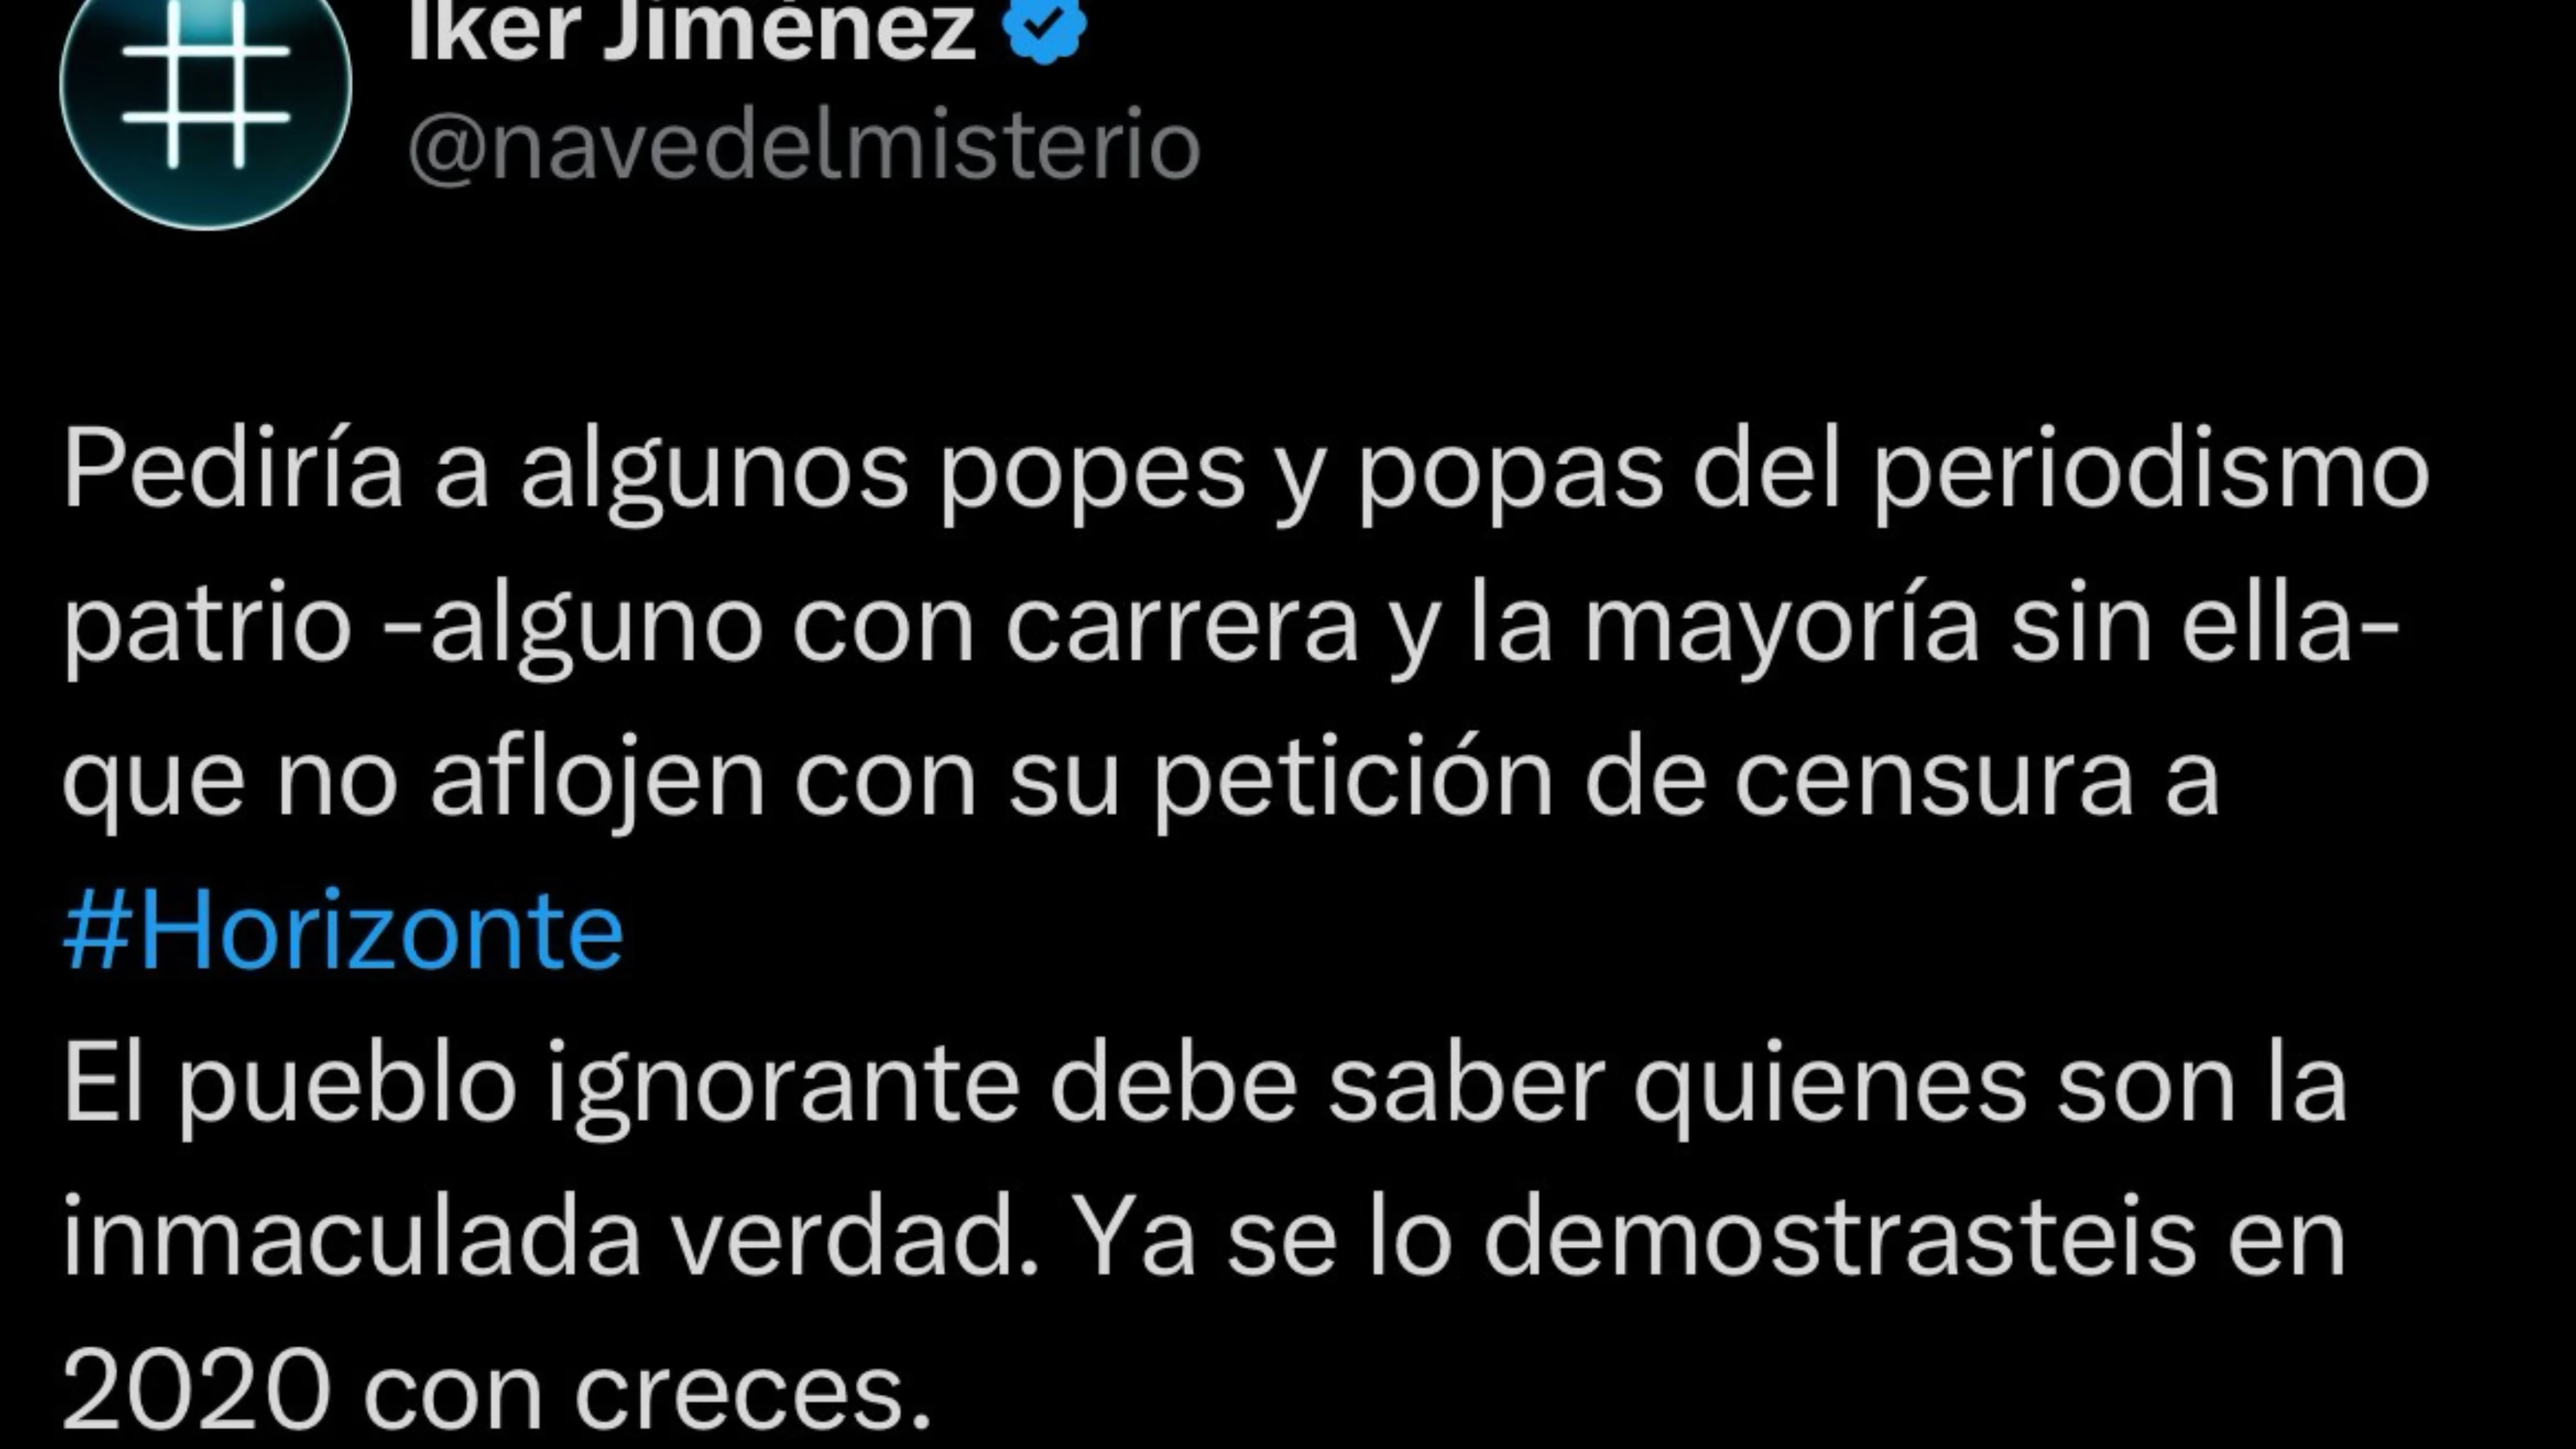 Iker Jiménez
@navedelmisterio
Pediría a algunos popes y popas del periodismo
patrio -alguno con carrera y la mayoría sin ella-
que no aflojen con su petición de censura a
#Horizonte
El pueblo ignorante debe saber quienes son la
inmaculada verdad. Ya se lo demostrasteis en
2020 con creces.